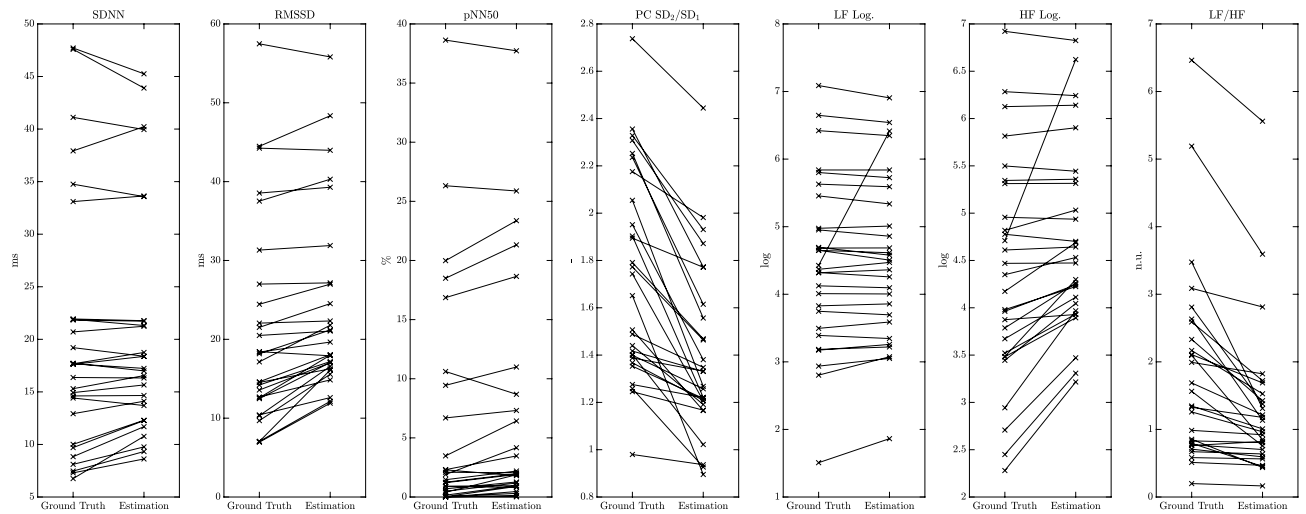 SDNN
RMSSD
pNN50
PC SD2/SD1
LF Log.
HF Log.
LF/HF
50
45
40
35
30
25
20
15
10
5
ms
Ground Truth
Estimation
60
50
40
30
20
10
0
ms
Ground Truth
Estimation
40
35
30
25
20
15
10
5
0
%
Ground Truth
Estimation
2.8
2.6
2.4
2.2
2
1.8
1.6
1.4
1.2
1
0.8
-
Ground Truth
Estimation
8
7
6
5
4
3
2
1
log
Ground Truth
Estimation
7
6.5
6
5.5
5
4.5
4
3.5
3
2.5
2
log
Ground Truth
Estimation
7
6
5
4
3
2
1
0
n.u.
Ground Truth
Estimation